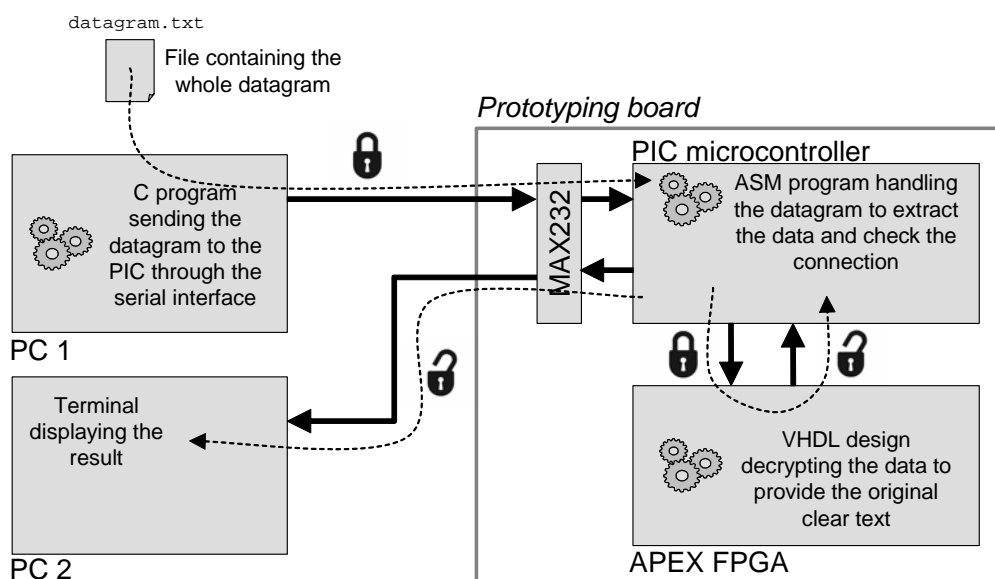 datagram.txt
File containing the
whole datagram
Prototyping board
PIC microcontroller
C program
sending the
datagram to the
PIC through the
serial interface
MAX232
ASM program handling
the datagram to extract
the data and check the
connection
PC 1
Terminal
displaying the
result
VHDL design
decrypting the data to
provide the original
clear text
PC 2
APEX FPGA